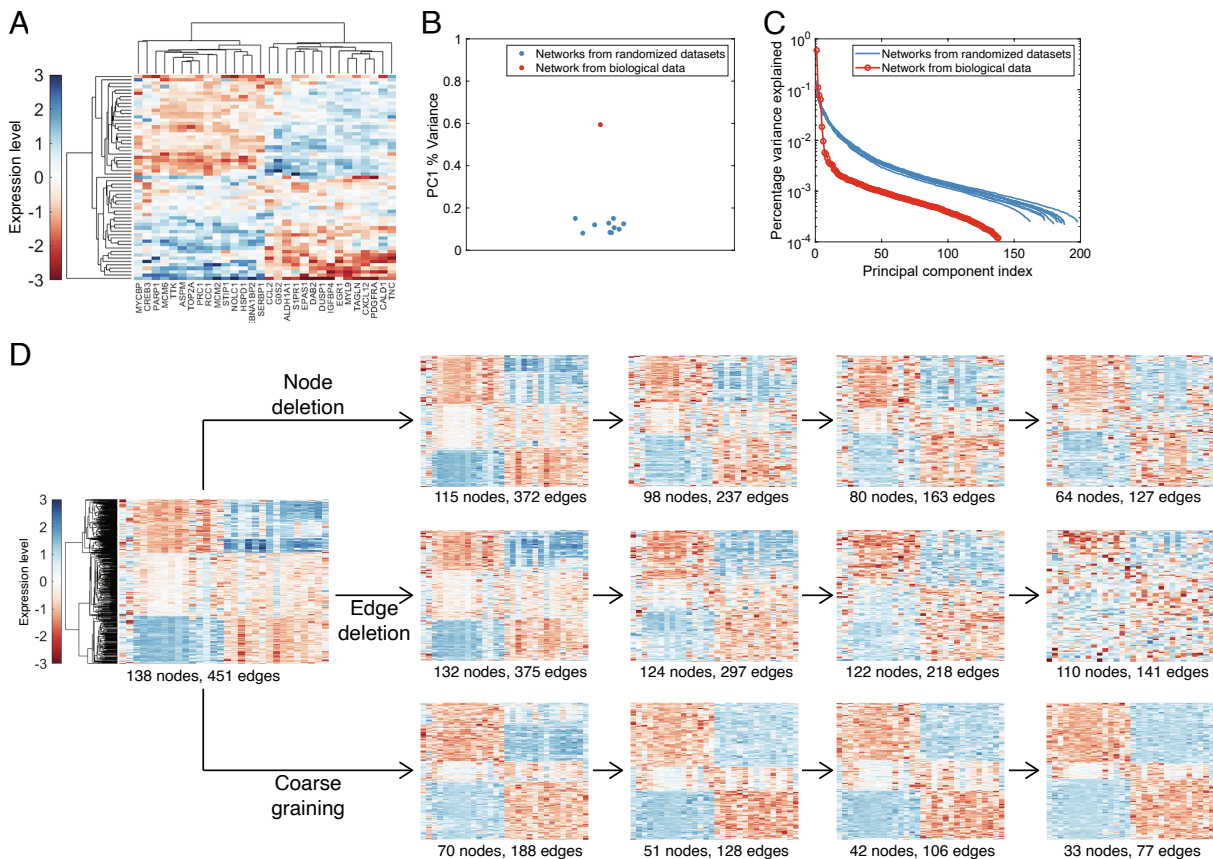 A
3
2
1
0
-1
-2
-3
Expression level
MYCBP
CREB3
PARP1
MCM6
TTK
ASPM
TOP2A
PRC1
RCC1
MCM2
STIP1
NOLC1
HSPD1
EBNA1BP2
SERBP1
CCL2
G0S2
ALDH1A1
S1PR1
EPAS1
DAB2
DUSP1
IGFBP4
EGR1
MYL9
TAGLN
CXCL12
PDGFRA
CALD1
TNC
B
1
0.8
0.6
0.4
0.2
0
PC1 % Variance
Networks from randomized datasets
Network from biological data
C
10^0
10^-1
10^-2
10^-3
10^-4
Percentage variance explained
Networks from randomized datasets
Network from biological data
0 50 100 150 200
Principal component index
D
Node
deletion
115 nodes, 372 edges
98 nodes, 237 edges
80 nodes, 163 edges
64 nodes, 127 edges
3
2
1
0
-1
-2
-3
Expression level
138 nodes, 451 edges
Edge
deletion
132 nodes, 375 edges
124 nodes, 297 edges
122 nodes, 218 edges
110 nodes, 141 edges
Coarse
graining
70 nodes, 188 edges
51 nodes, 128 edges
42 nodes, 106 edges
33 nodes, 77 edges